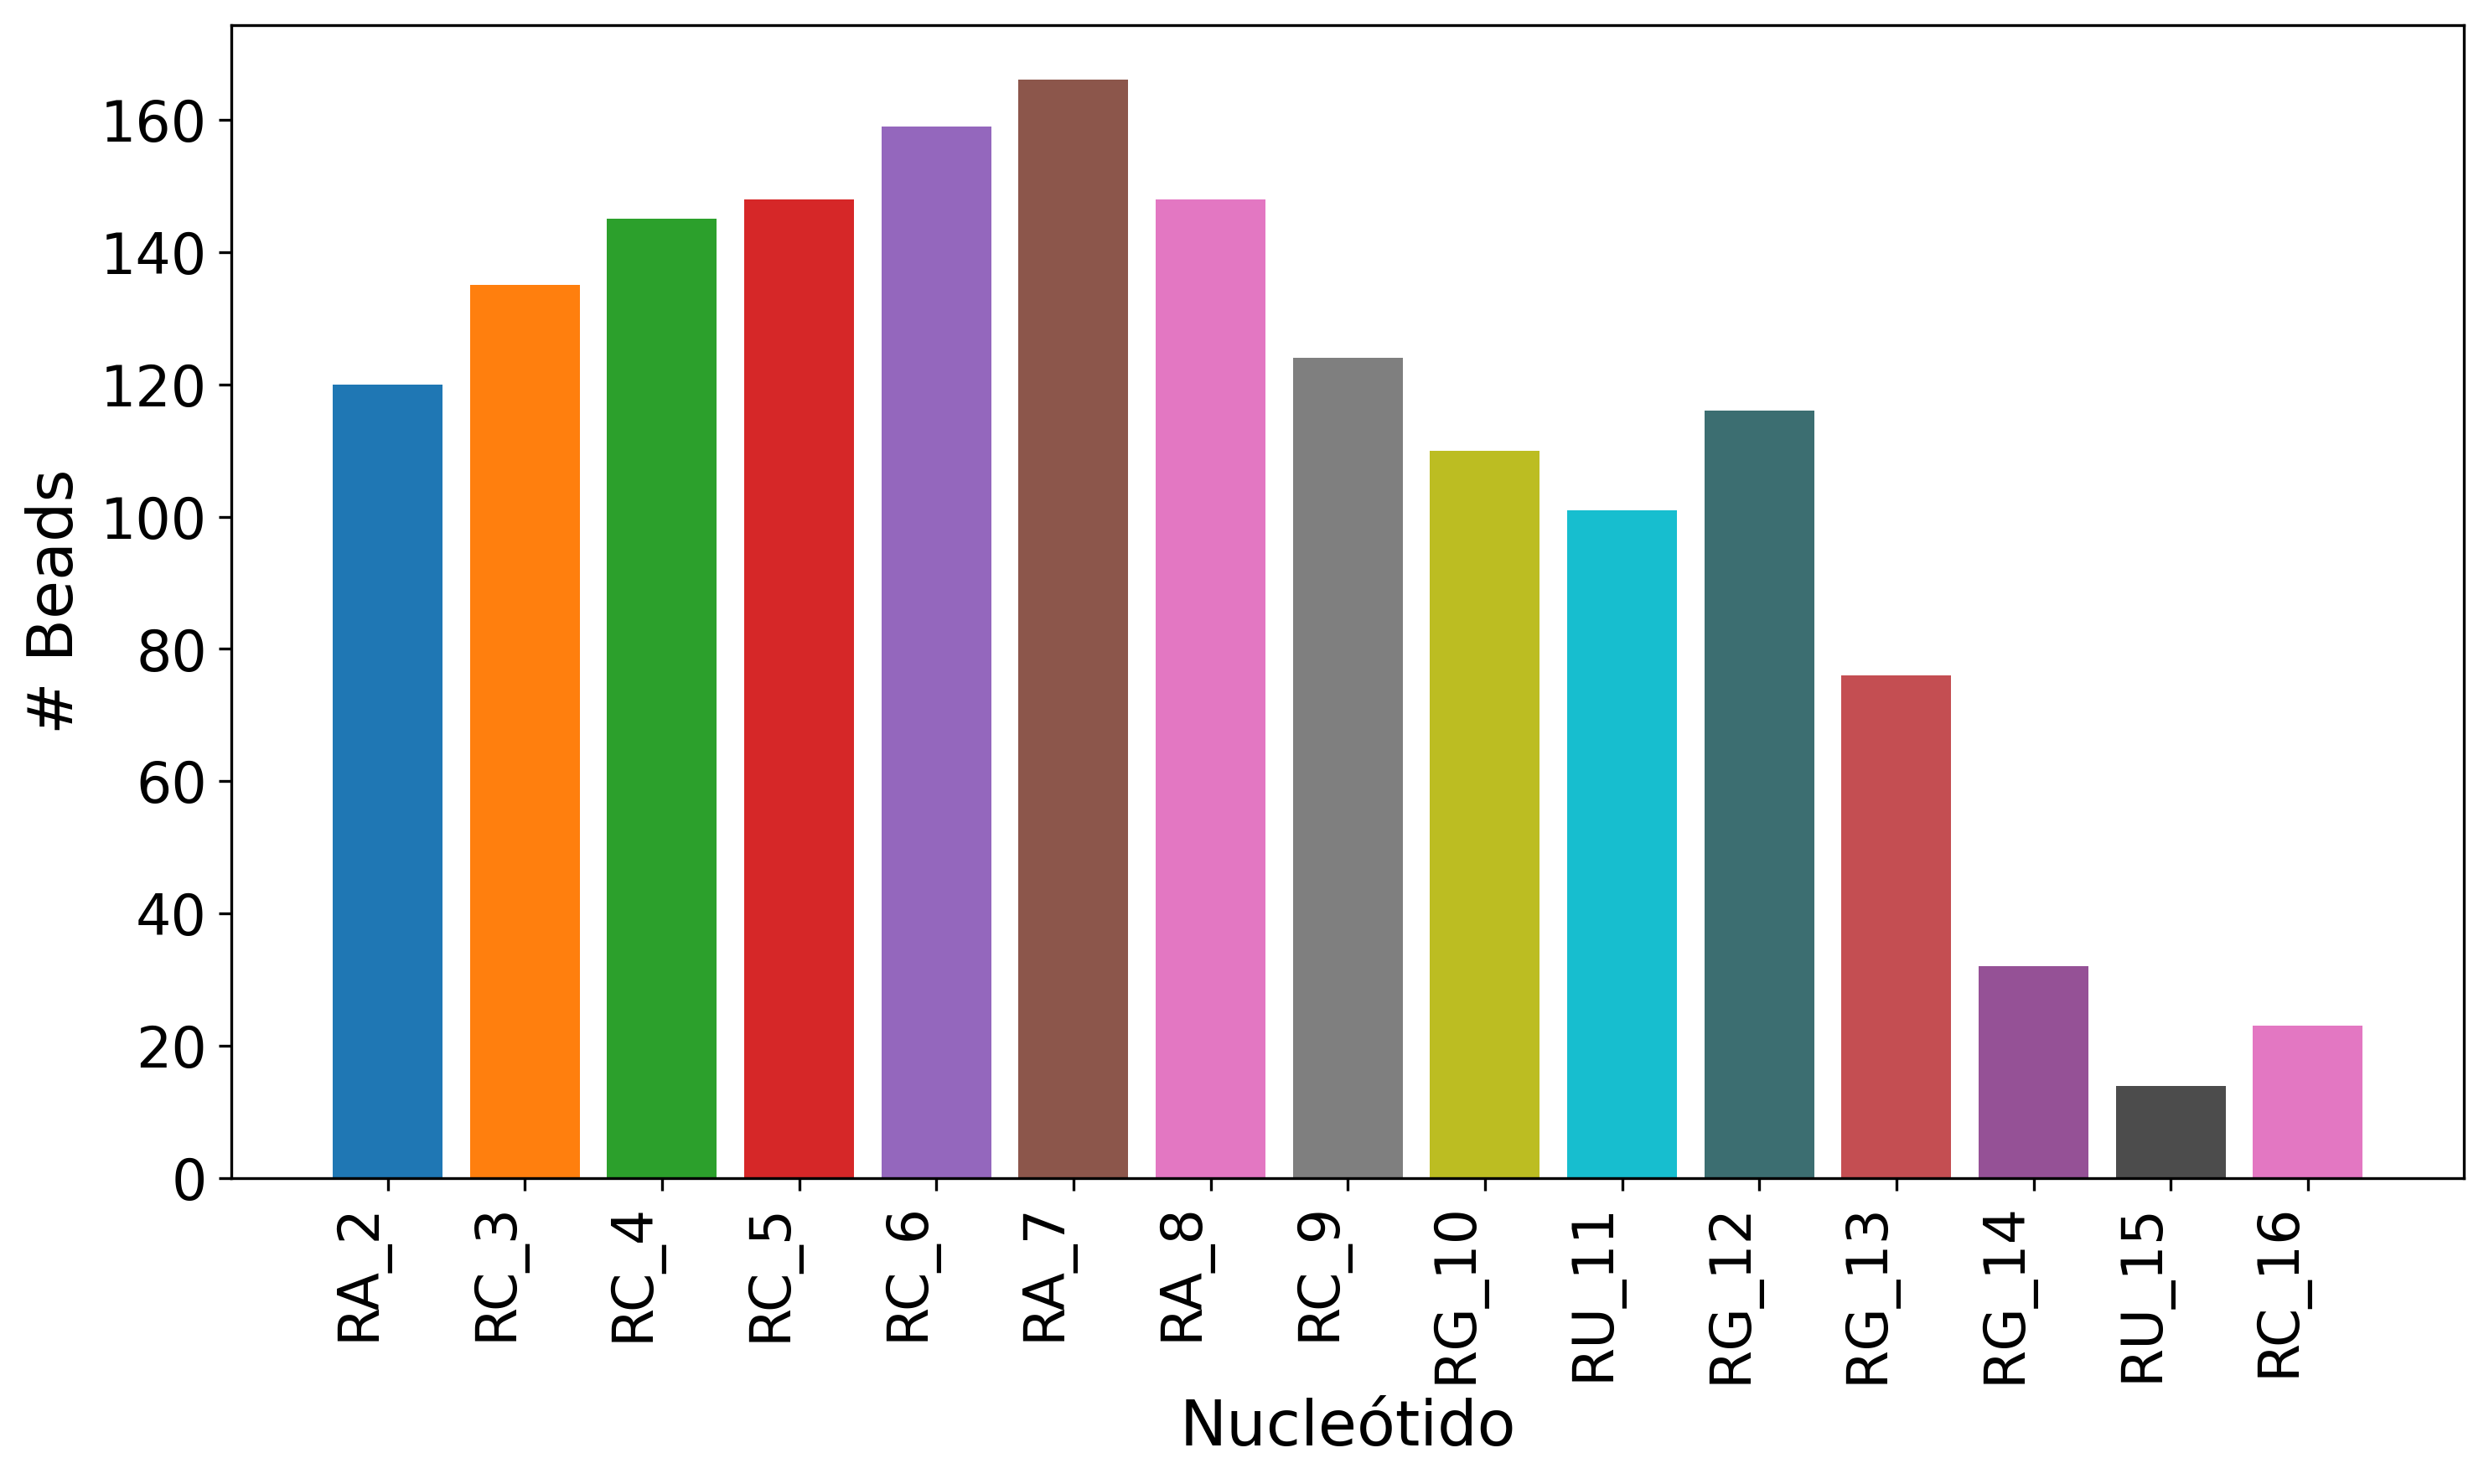 # Beads
160
140
120
100
80
60
40
20
0
RA_2
RC_3
RC_4
RC_5
RC_6
RA_7
RA_8
RC_9
RG_10
RU_11
RG_12
RG_13
RG_14
RU_15
RC_16
Nucleótido